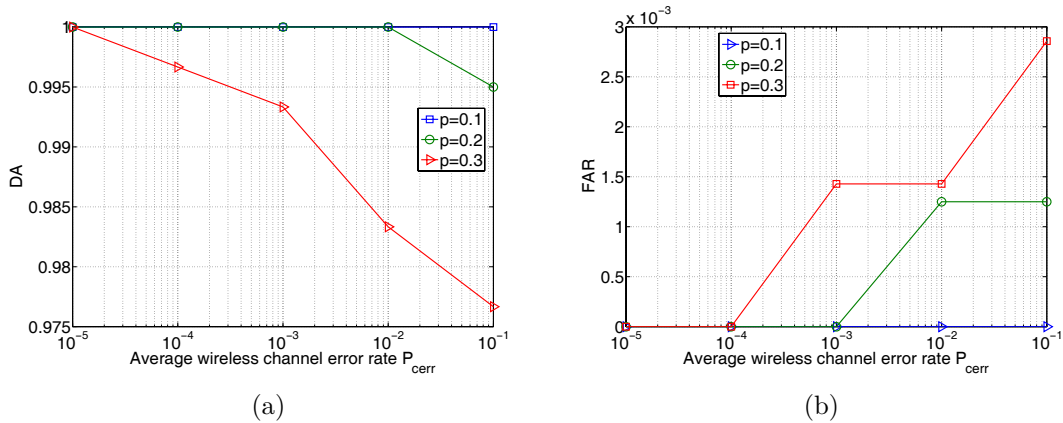 1
0.995
0.99
0.985
0.98
0.975
DA
p=0.1
p=0.2
p=0.3
10⁻⁵
10⁻⁴
10⁻³
10⁻²
10⁻¹
Average wireless channel error rate P_cerr
(a)
x 10⁻³
3
2.5
2
1.5
1
0.5
0
FAR
p=0.1
p=0.2
p=0.3
10⁻⁵
10⁻⁴
10⁻³
10⁻²
10⁻¹
Average wireless channel error rate P_cerr
(b)